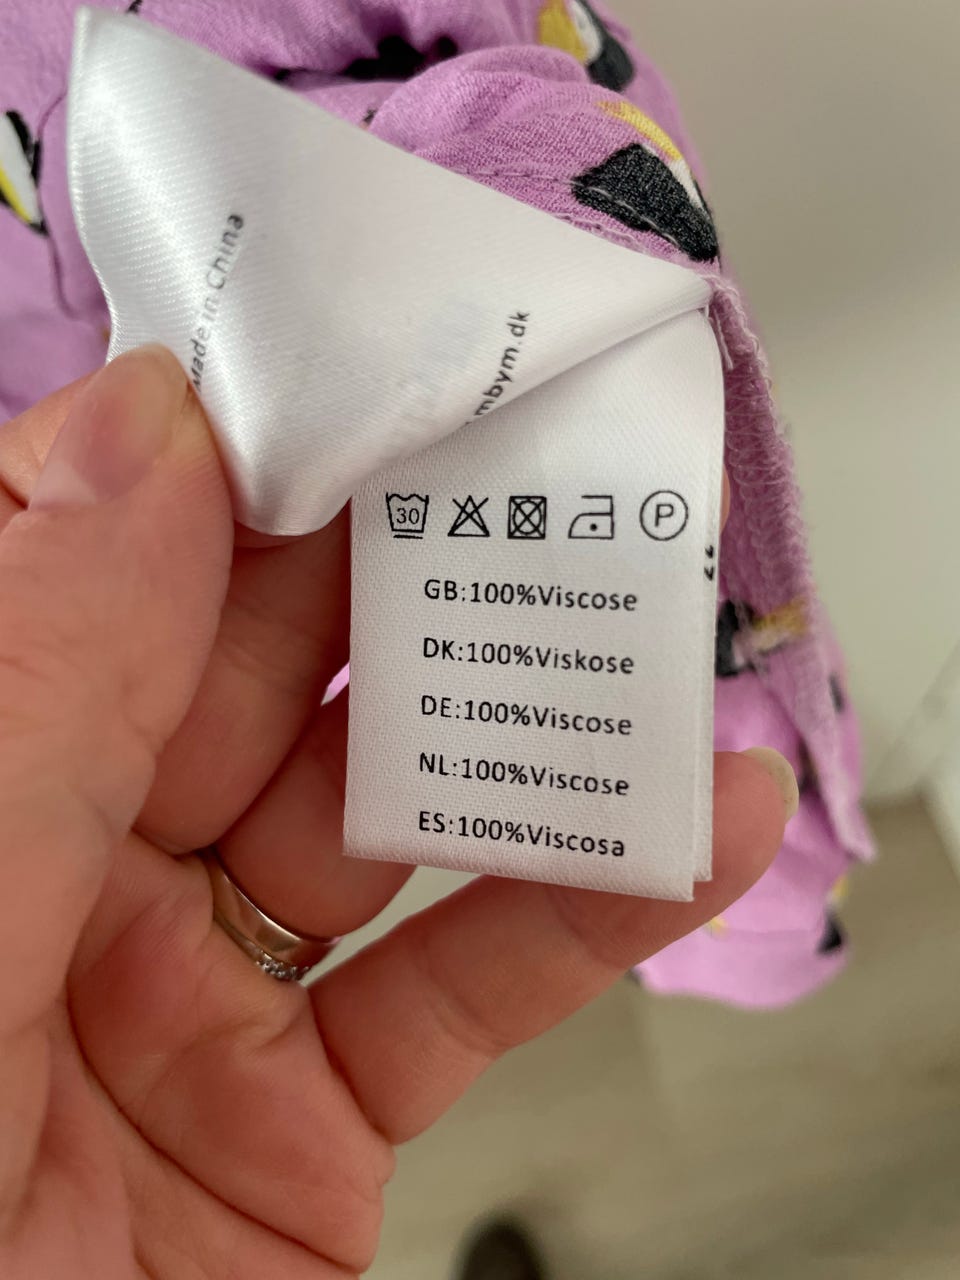 Made in China
mbym.dk
30
P
GB:100%Viscose
DK:100%Viskose
DE:100%Viscose
NL:100%Viscose
ES:100%Viscosa